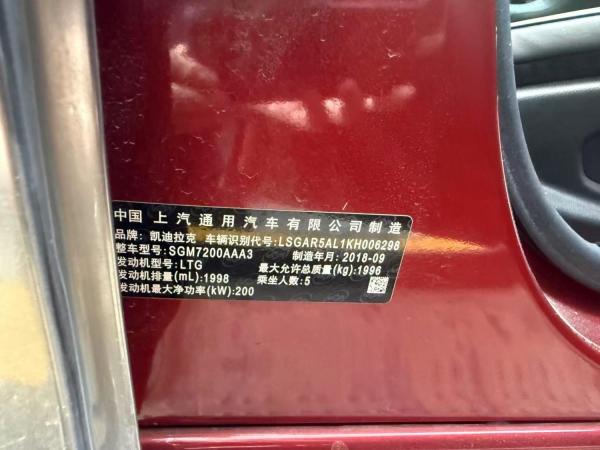 中国 上汽通用汽车有限公司制造
品牌: 凯迪拉克 车辆识别代号: LSGAR5AL1KH006298
整车型号: SGM7200AAA3 制造年月: 2018-09
发动机型号: LTG 最大允许总质量(kg): 1996
发动机排量(mL): 1998 乘坐人数: 5
发动机最大净功率(kW): 200